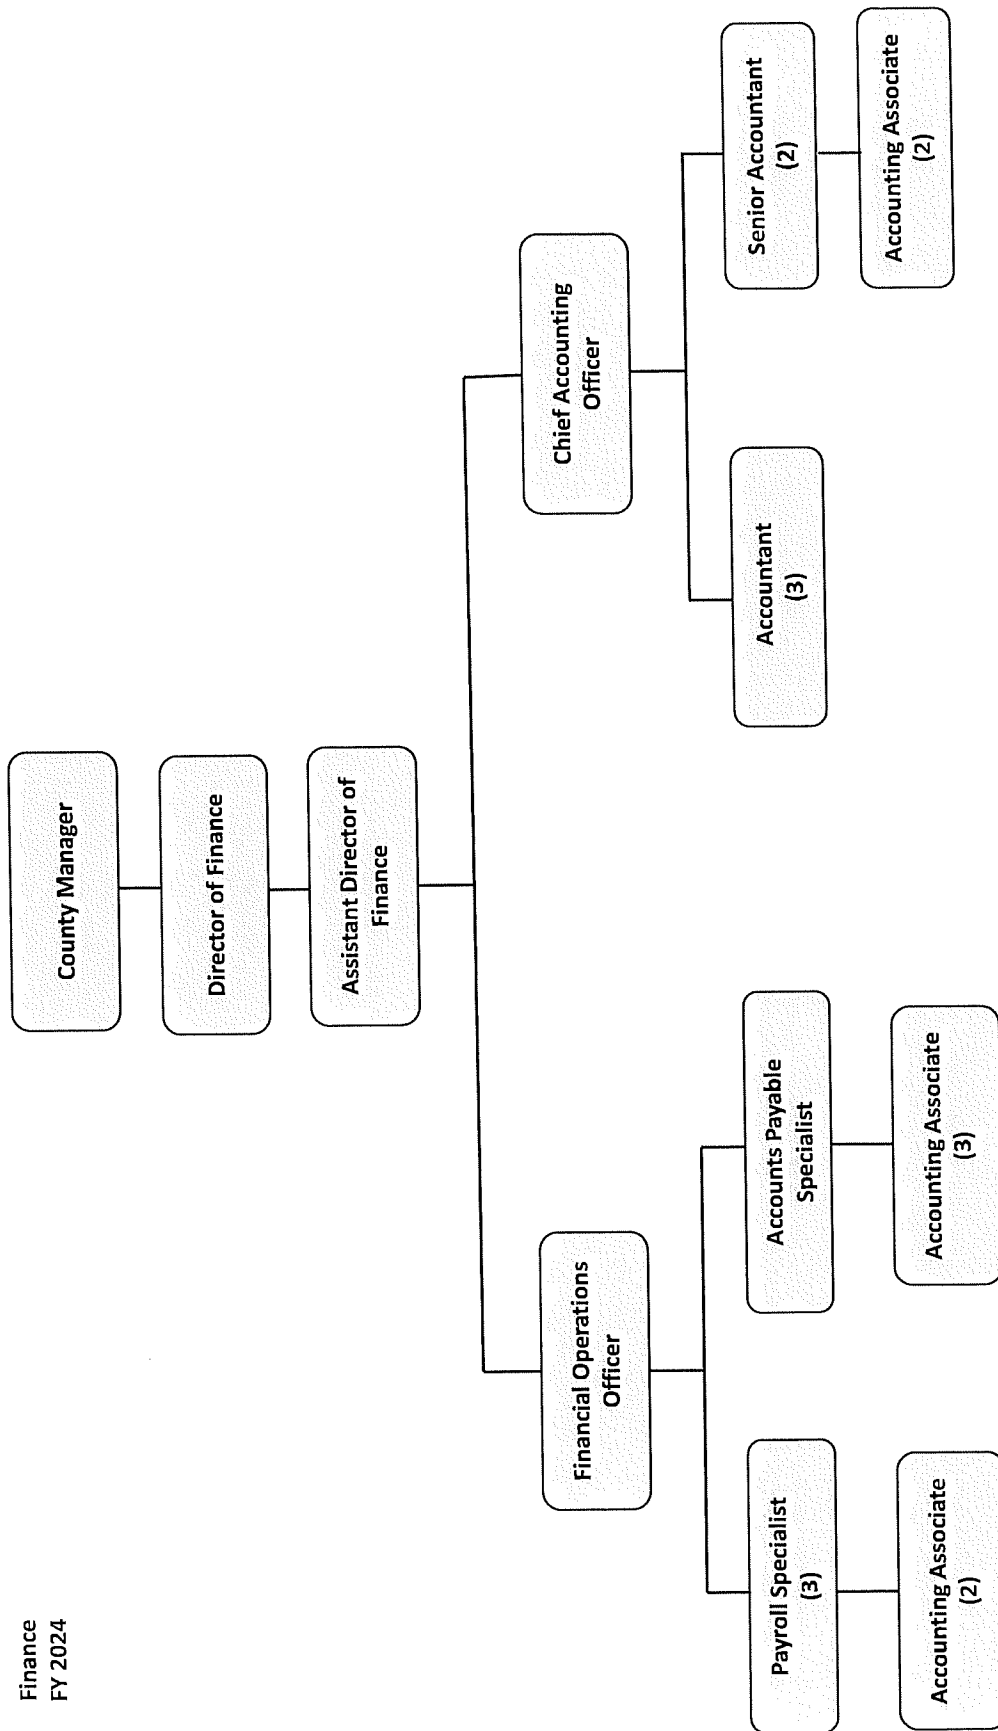 Finance
FY 2024
County Manager
Director of Finance
Assistant Director of
Finance
Financial Operations
Officer
Chief Accounting
Officer
Payroll Specialist
(3)
Accounts Payable
Specialist
Accountant
(3)
Senior Accountant
(2)
Accounting Associate
(2)
Accounting Associate
(3)
Accounting Associate
(2)